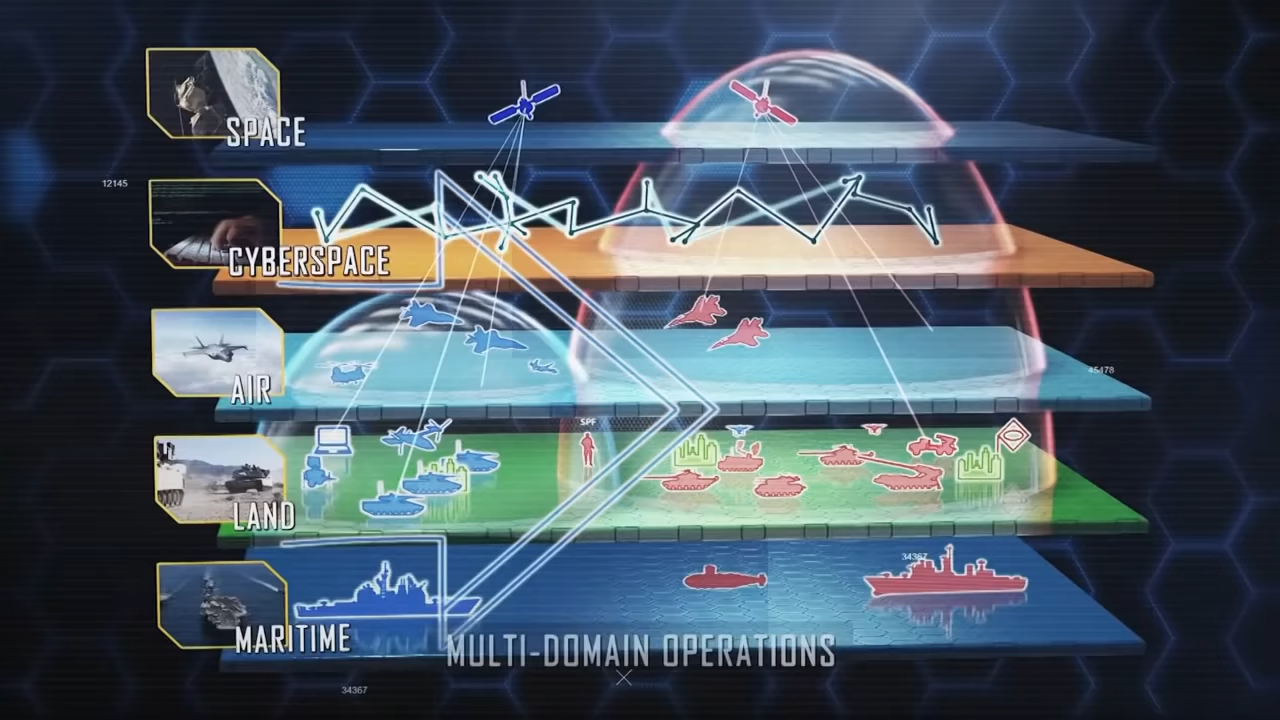 SPACE
12145
CYBERSPACE
45478
AIR
SPF
LAND
34367
MARITIME
MULTI-DOMAIN OPERATIONS
34367